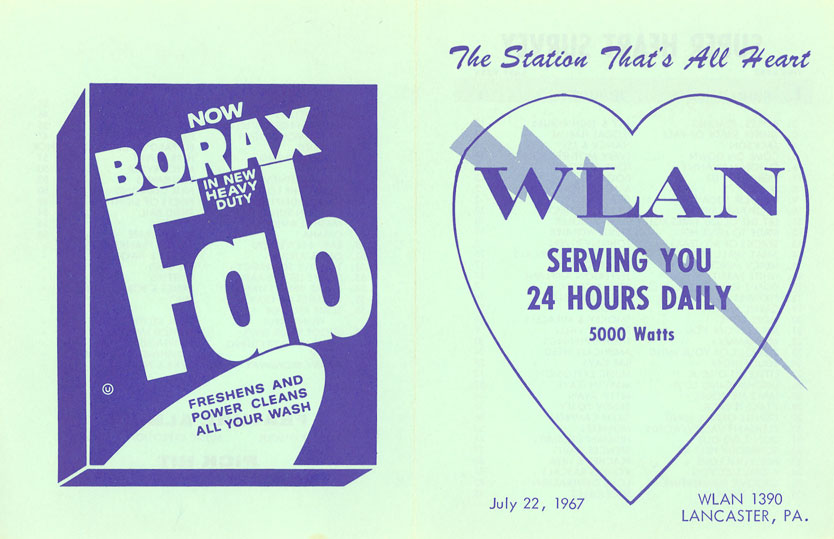 NOW
BORAX
IN NEW
HEAVY
DUTY
Fab
U
FRESHENS AND
POWER CLEANS
ALL YOUR WASH
The Station That's All Heart
WLAN
SERVING YOU
24 HOURS DAILY
5000 Watts
July 22, 1967
WLAN 1390
LANCASTER, PA.